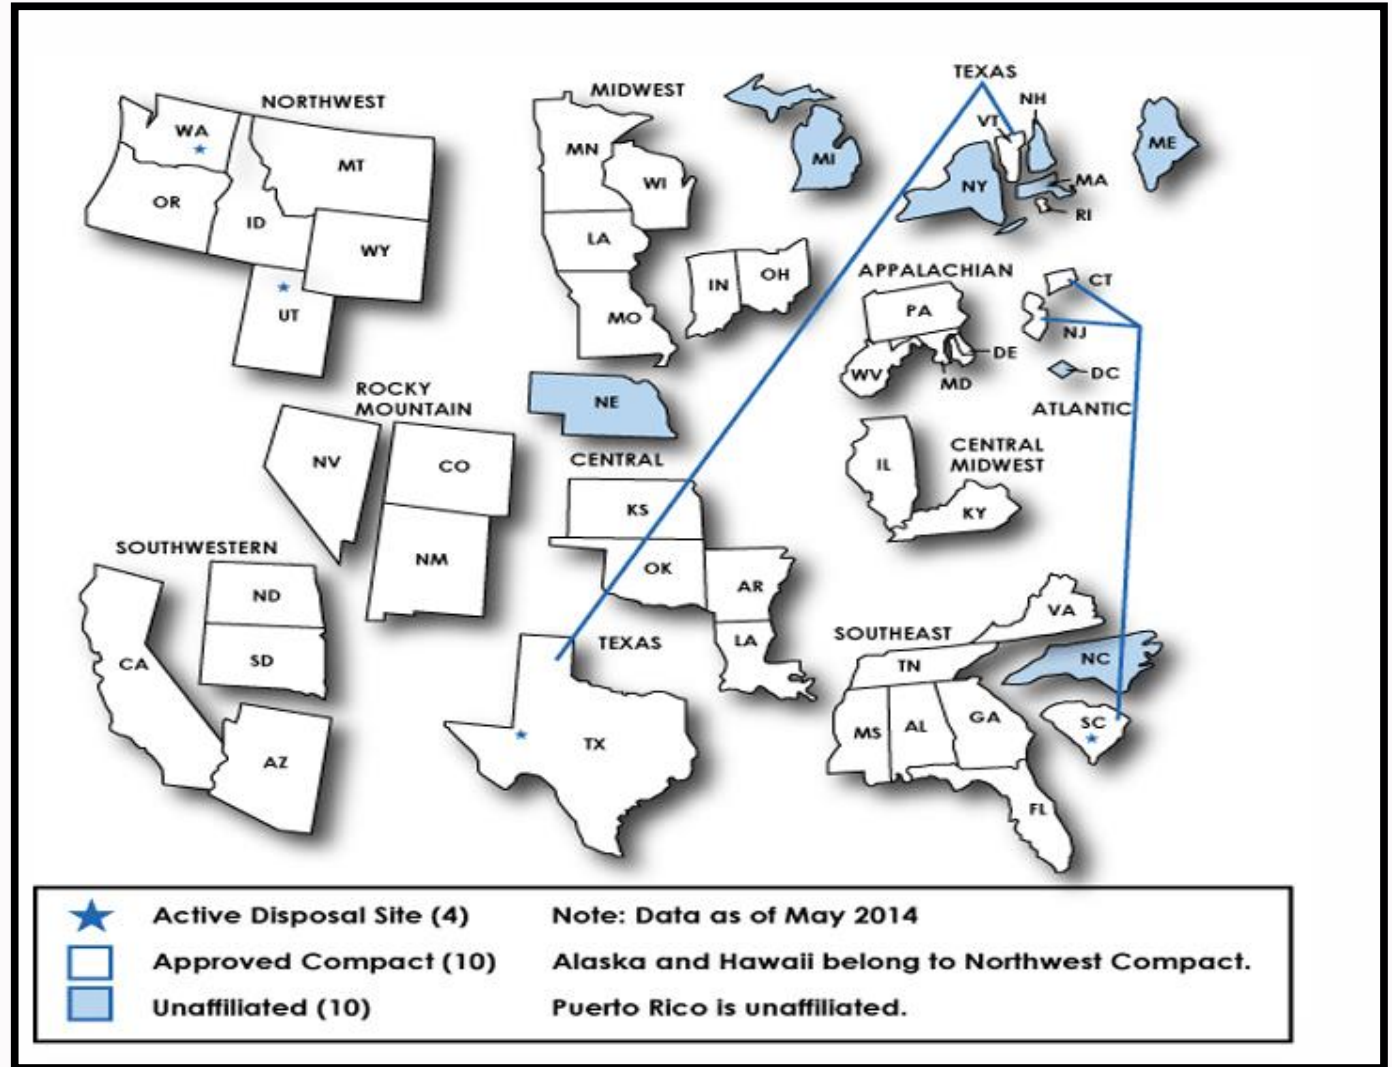 NORTHWEST
WA
MT
OR
ID
WY
UT
MIDWEST
MN
WI
LA
IN
OH
MO
MI
TEXAS
NH
VT
NY
MA
RI
ME
APPALACHIAN
PA
WV
MD
DE
CT
NJ
DC
ATLANTIC
ROCKY
MOUNTAIN
NV
CO
NM
NE
CENTRAL
KS
OK
AR
LA
IL
CENTRAL
MIDWEST
KY
SOUTHWESTERN
ND
SD
CA
AZ
TEXAS
TX
SOUTHEAST
VA
TN
NC
MS
AL
GA
SC
FL
Active Disposal Site (4)
Note: Data as of May 2014
Approved Compact (10)
Alaska and Hawaii belong to Northwest Compact.
Unaffiliated (10)
Puerto Rico is unaffiliated.